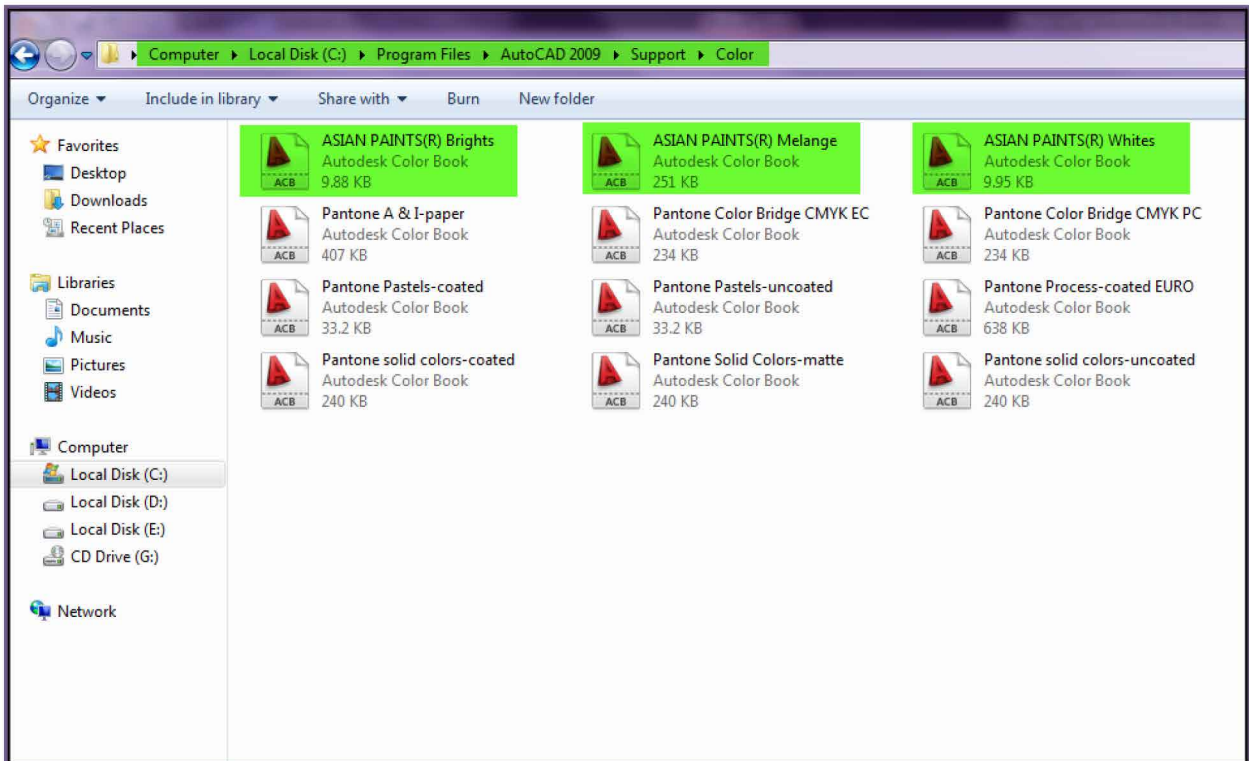 Computer Local Disk (C:) Program Files AutoCAD 2009 Support Color
Organize Include in library Share with Burn New folder
Favorites
Desktop
Downloads
Recent Places
Libraries
Documents
Music
Pictures
Videos
Computer
Local Disk (C:)
Local Disk (D:)
Local Disk (E:)
CD Drive (G:)
Network
ACB
ASIAN PAINTS(R) Brights
Autodesk Color Book
9.88 KB
ACB
ASIAN PAINTS(R) Melange
Autodesk Color Book
251 KB
ACB
ASIAN PAINTS(R) Whites
Autodesk Color Book
9.95 KB
ACB
Pantone A & I-paper
Autodesk Color Book
407 KB
ACB
Pantone Color Bridge CMYK EC
Autodesk Color Book
234 KB
ACB
Pantone Color Bridge CMYK PC
Autodesk Color Book
234 KB
ACB
Pantone Pastels-coated
Autodesk Color Book
33.2 KB
ACB
Pantone Pastels-uncoated
Autodesk Color Book
33.2 KB
ACB
Pantone Process-coated EURO
Autodesk Color Book
638 KB
ACB
Pantone solid colors-coated
Autodesk Color Book
240 KB
ACB
Pantone Solid Colors-matte
Autodesk Color Book
240 KB
ACB
Pantone solid colors-uncoated
Autodesk Color Book
240 KB